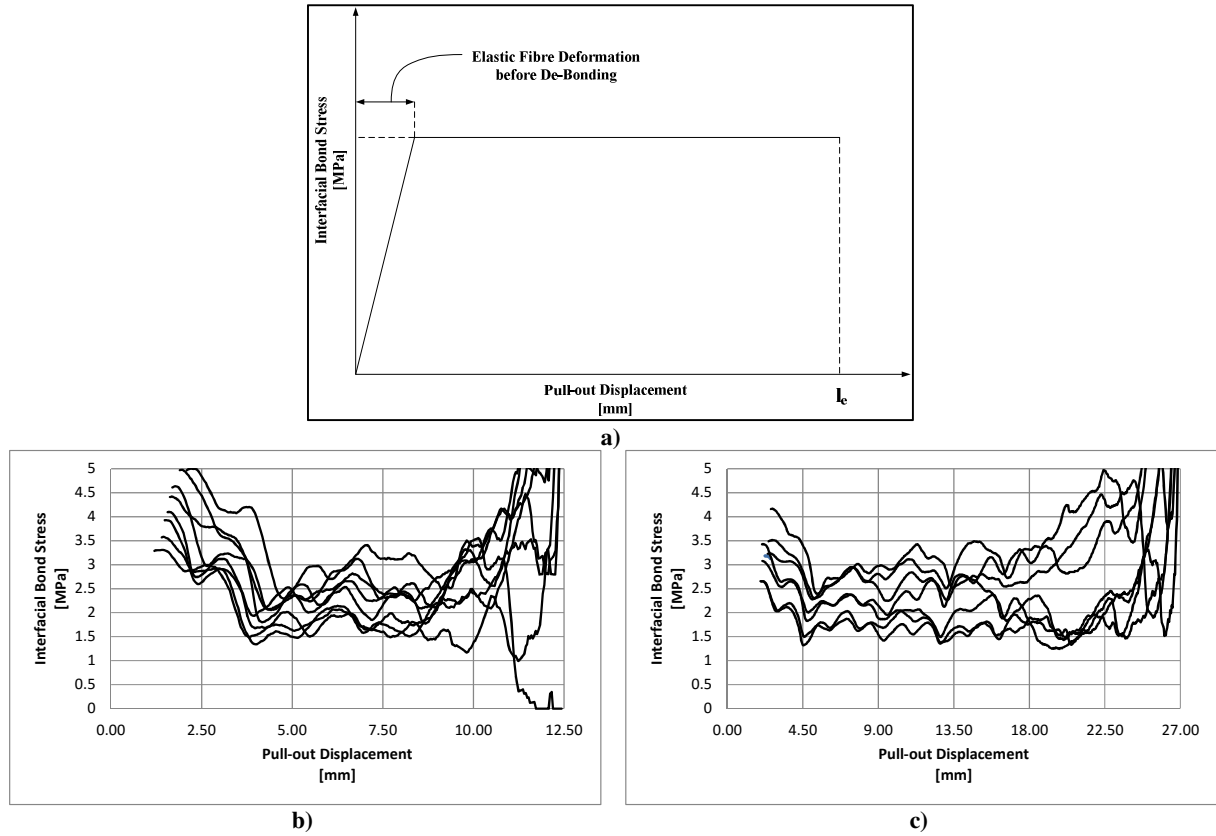 Elastic Fibre Deformation
before De-Bonding
Interfacial Bond Stress
[MPa]
Pull-out Displacement
[mm]
le
a)
5
4.5
4
3.5
3
2.5
2
1.5
1
0.5
0
Interfacial Bond Stress
[MPa]
0.00 2.50 5.00 7.50 10.00 12.50
Pull-out Displacement
[mm]
b)
5
4.5
4
3.5
3
2.5
2
1.5
1
0.5
0
Interfacial Bond Stress
[MPa]
0.00 4.50 9.00 13.50 18.00 22.50 27.00
Pull-out Displacement
[mm]
c)